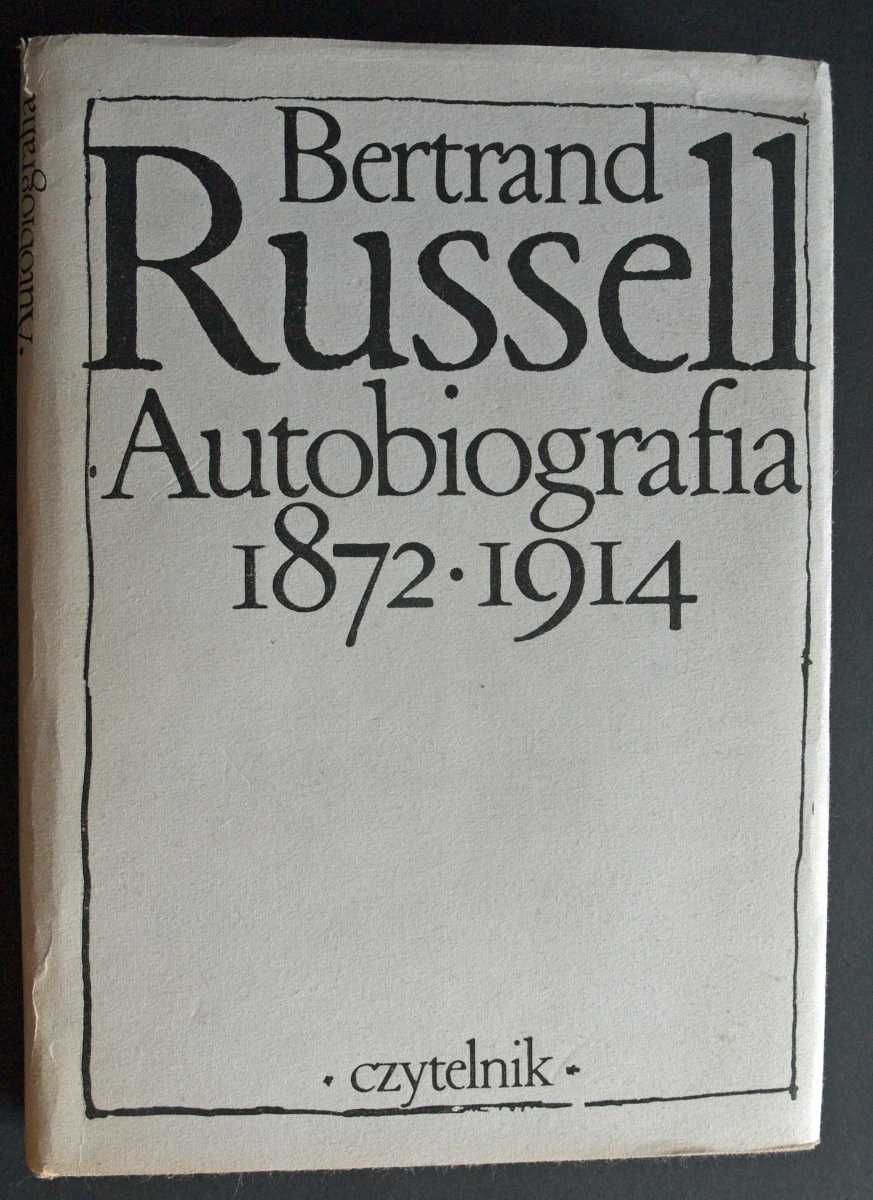 Bertrand
Russell
Autobiografia
1872·1914
· czytelnik ·
Autobiografia